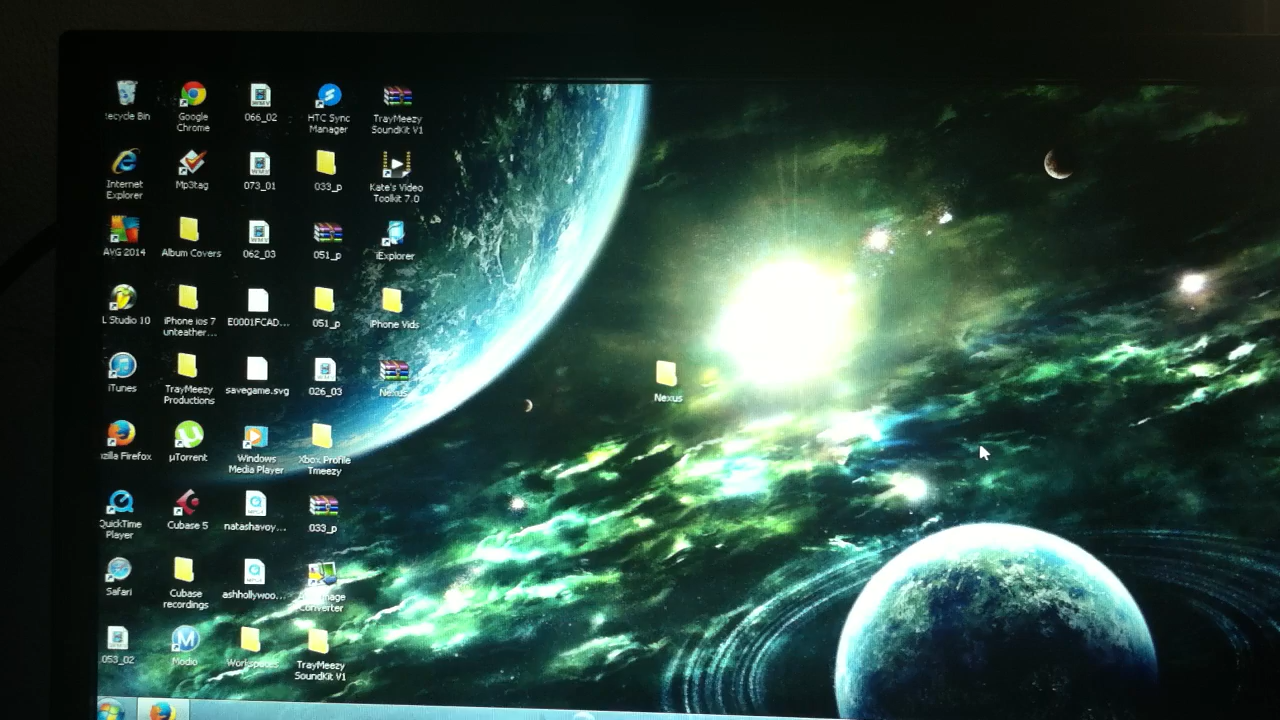 recycle Bin
Google
Chrome
066_02
HTC Sync
Manager
TrayMeezy
SoundKit V1
Internet
Explorer
Mp3tag
073_01
033_p
Kate's Video
Toolkit 7.0
AVG 2014
Album Covers
062_03
051_p
iExplorer
L Studio 10
iPhone ios 7
unteather...
E0001FCAD...
051_p
iPhone Vids
iTunes
TrayMeezy
Productions
savegame.svg
026_03
Nexus
Nexus
zilla Firefox
µTorrent
Windows
Media Player
Xbox Profile
Tmeezy
QuickTime
Player
Cubase 5
natashavoy...
033_p
Safari
Cubase
recordings
ashhollywoo...
Image
Converter
053_02
Modio
Workspaces
TrayMeezy
SoundKit V1